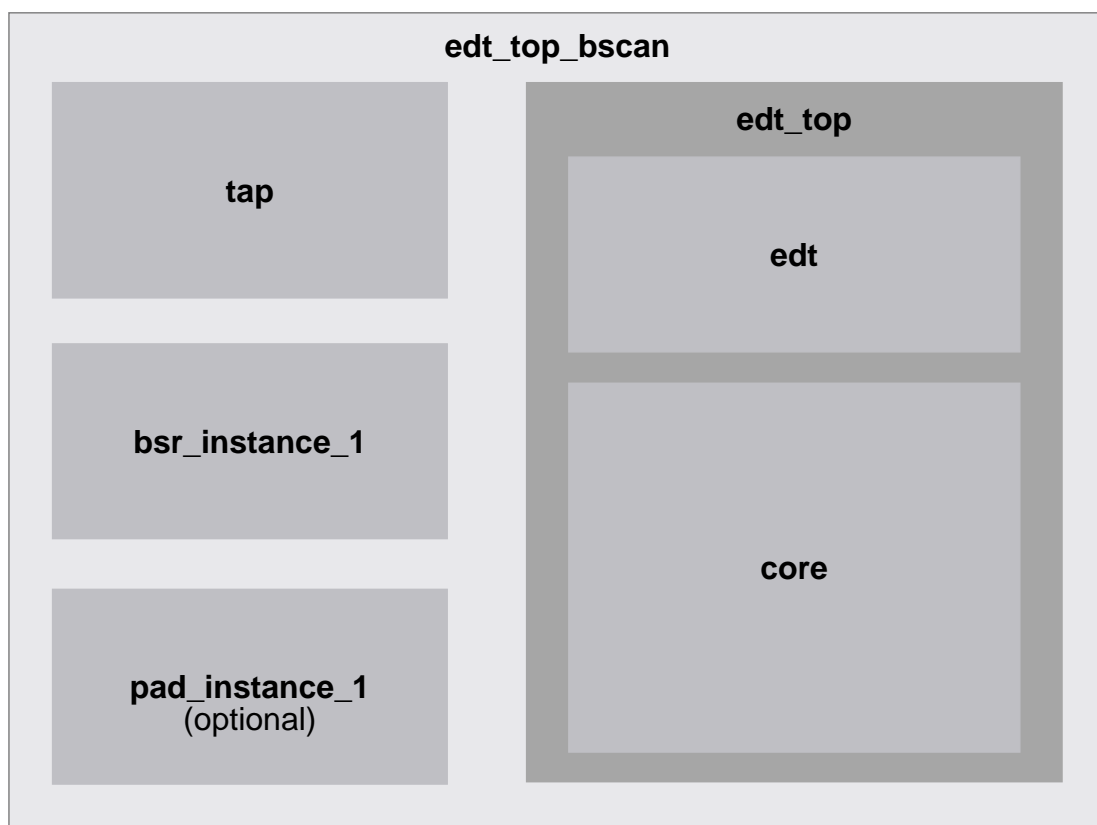 edt_top_bscan
tap
bsr_instance_1
pad_instance_1
(optional)
edt_top
edt
core